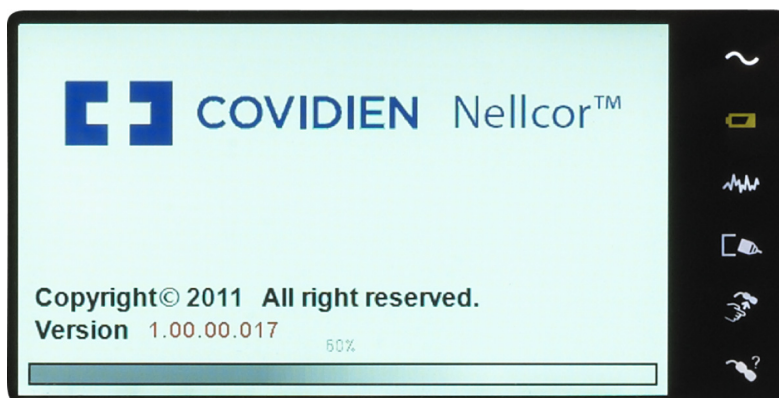 COVIDIEN Nellcor™
Copyright© 2011 All right reserved.
Version 1.00.00.017
60%
?